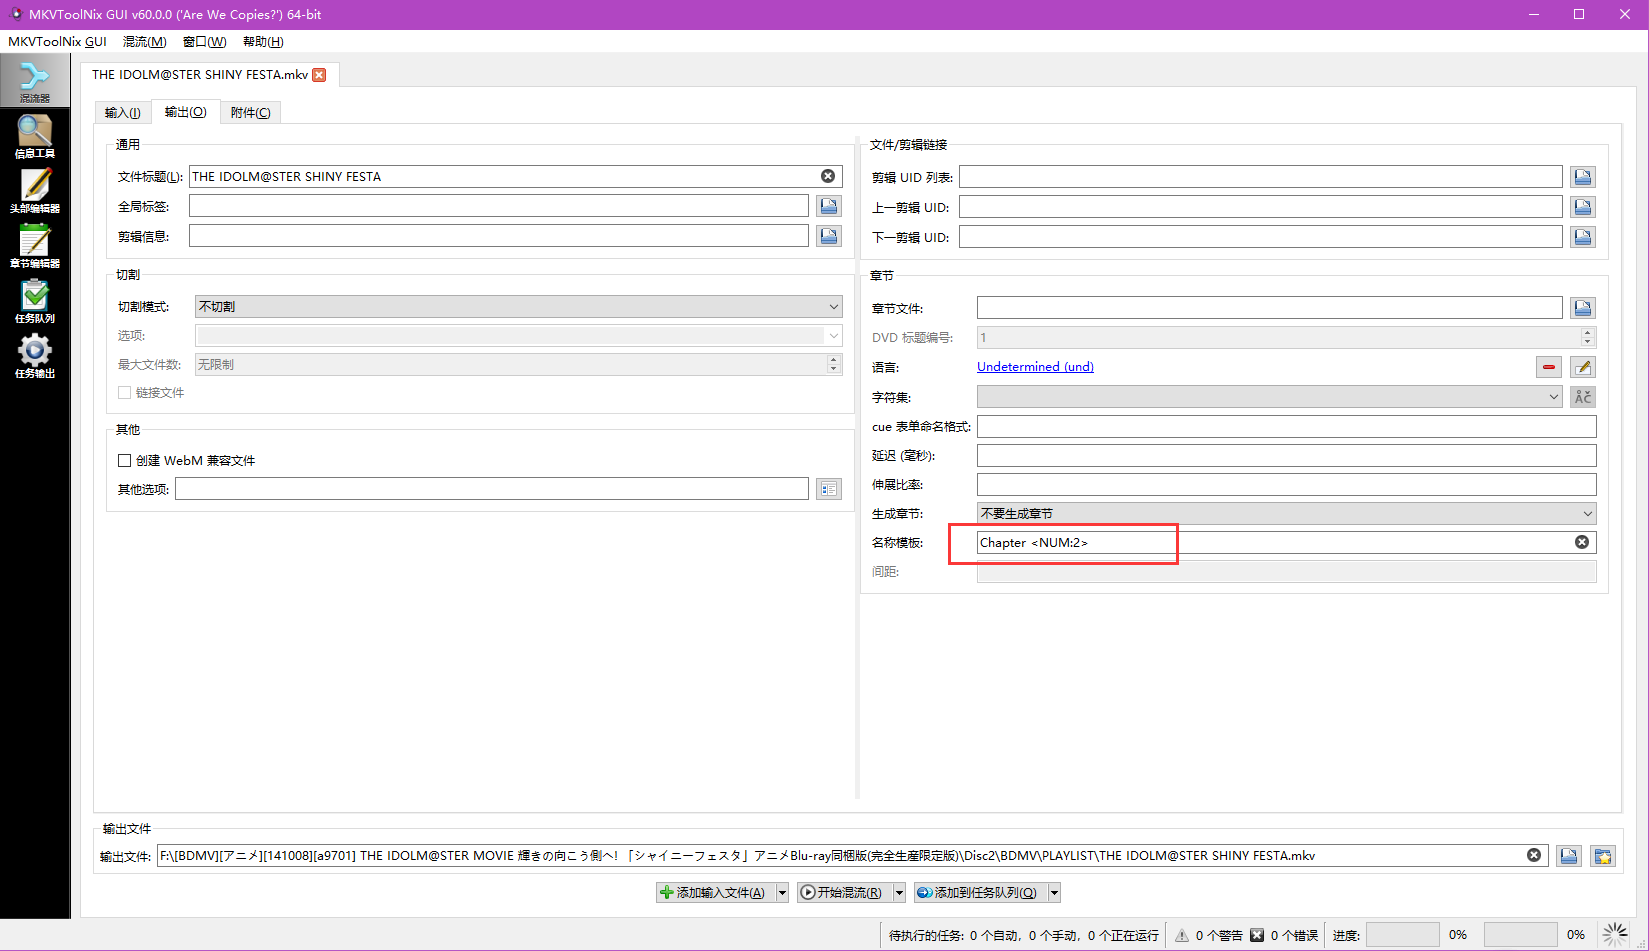 MKVToolNix GUI v60.0.0 ('Are We Copies?') 64-bit
MKVToolNix GUI 混流(M) 窗口(W) 帮助(H)
混流器
信息工具
头部编辑器
章节编辑器
任务队列
任务输出
THE IDOLM@STER SHINY FESTA.mkv
输入(I) 输出(O) 附件(C)
通用
文件标题(L): THE IDOLM@STER SHINY FESTA
全局标签:
剪辑信息:
切割
切割模式: 不切割
选项:
最大文件数: 无限制
链接文件
其他
创建 WebM 兼容文件
其他选项:
文件/剪辑链接
剪辑 UID 列表:
上一剪辑 UID:
下一剪辑 UID:
章节
章节文件:
DVD 标题编号: 1
语言: Undetermined (und)
字符集:
cue 表单命名格式:
延迟 (毫秒):
伸展比率:
生成章节: 不要生成章节
名称模板: Chapter <NUM:2>
间距:
输出文件
输出文件: F:\[BDMV][アニメ][141008][a9701] THE IDOLM@STER MOVIE 輝きの向こう側へ!「シャイニーフェスタ」アニメBlu-ray同梱版(完全生産限定版)\Disc2\BDMV\PLAYLIST\THE IDOLM@STER SHINY FESTA.mkv
添加输入文件(A) 开始混流(R) 添加到任务队列(Q)
待执行的任务: 0 个自动, 0 个手动, 0 个正在运行 0 个警告 0 个错误 进度: 0% 0%